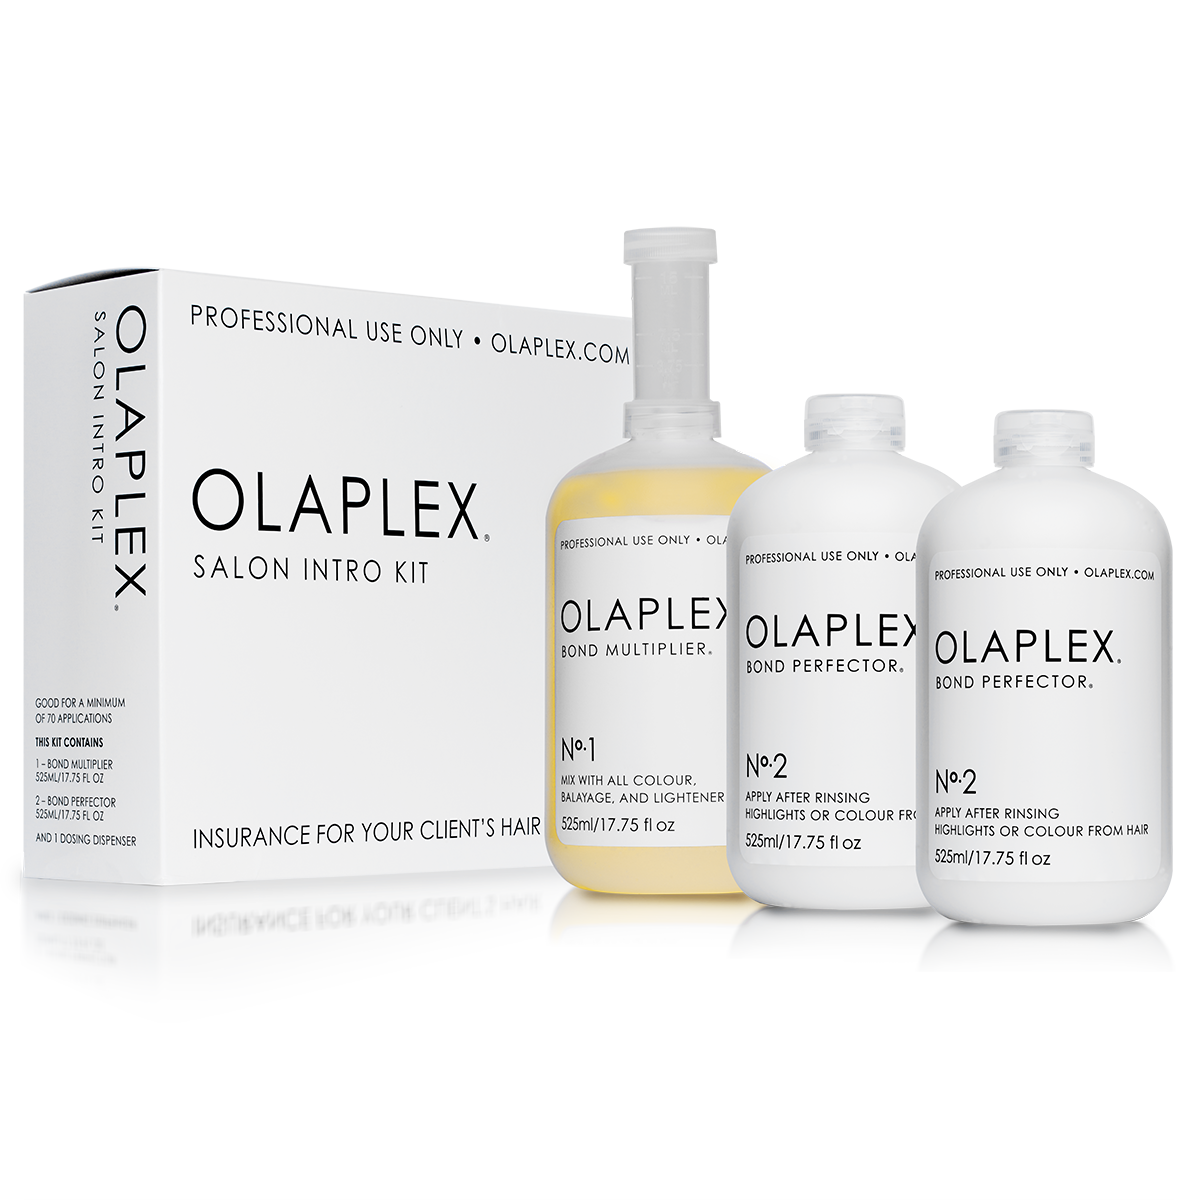 OLAPLEX®
SALON INTRO KIT
GOOD FOR A MINIMUM
OF 70 APPLICATIONS
THIS KIT CONTAINS
1 – BOND MULTIPLIER
525ML/17.75 FL OZ
2 – BOND PERFECTOR
525ML/17.75 FL OZ
AND 1 DOSING DISPENSER
PROFESSIONAL USE ONLY • OLAPLEX.COM
OLAPLEX®
SALON INTRO KIT
INSURANCE FOR YOUR CLIENT'S HAIR
PROFESSIONAL USE ONLY • OLA
OLAPLEX
BOND MULTIPLIER®
Nº.1
MIX WITH ALL COLOUR,
BALAYAGE, AND LIGHTENER
525ml/17.75 fl oz
PROFESSIONAL USE ONLY • OLA
OLAPLEX
BOND PERFECTOR®
Nº.2
APPLY AFTER RINSING
HIGHLIGHTS OR COLOUR FRO
525ml/17.75 fl oz
PROFESSIONAL USE ONLY • OLAPLEX.COM
OLAPLEX®
BOND PERFECTOR®
Nº.2
APPLY AFTER RINSING
HIGHLIGHTS OR COLOUR FROM HAIR
525ml/17.75 fl oz